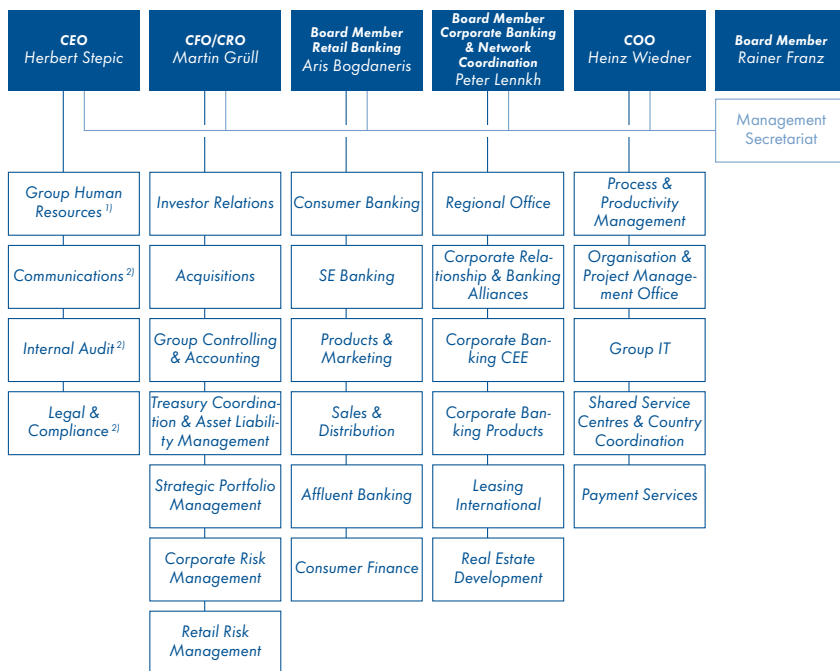 CEO
Herbert Stepic
CFO/CRO
Martin Grüll
Board Member
Retail Banking
Aris Bogdaneris
Board Member
Corporate Banking
& Network
Coordination
Peter Lennkh
COO
Heinz Wiedner
Board Member
Rainer Franz
Management
Secretariat
Group Human
Resources 1)
Communications 2)
Internal Audit 2)
Legal &
Compliance 2)
Investor Relations
Acquisitions
Group Controlling
& Accounting
Treasury Coordina-
tion & Asset Liabil-
ity Management
Strategic Portfolio
Management
Corporate Risk
Management
Retail Risk
Management
Consumer Banking
SE Banking
Products &
Marketing
Sales &
Distribution
Affluent Banking
Consumer Finance
Regional Office
Corporate Rela-
tionship & Banking
Alliances
Corporate Ban-
king CEE
Corporate Ban-
king Products
Leasing
International
Real Estate
Development
Process &
Productivity
Management
Organisation &
Project Manage-
ment Office
Group IT
Shared Service
Centres & Country
Coordination
Payment Services